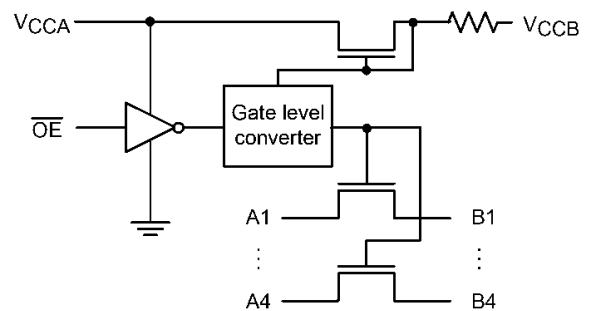 VCCA
VCCB
OE
Gate level
converter
A1
B1
A4
B4